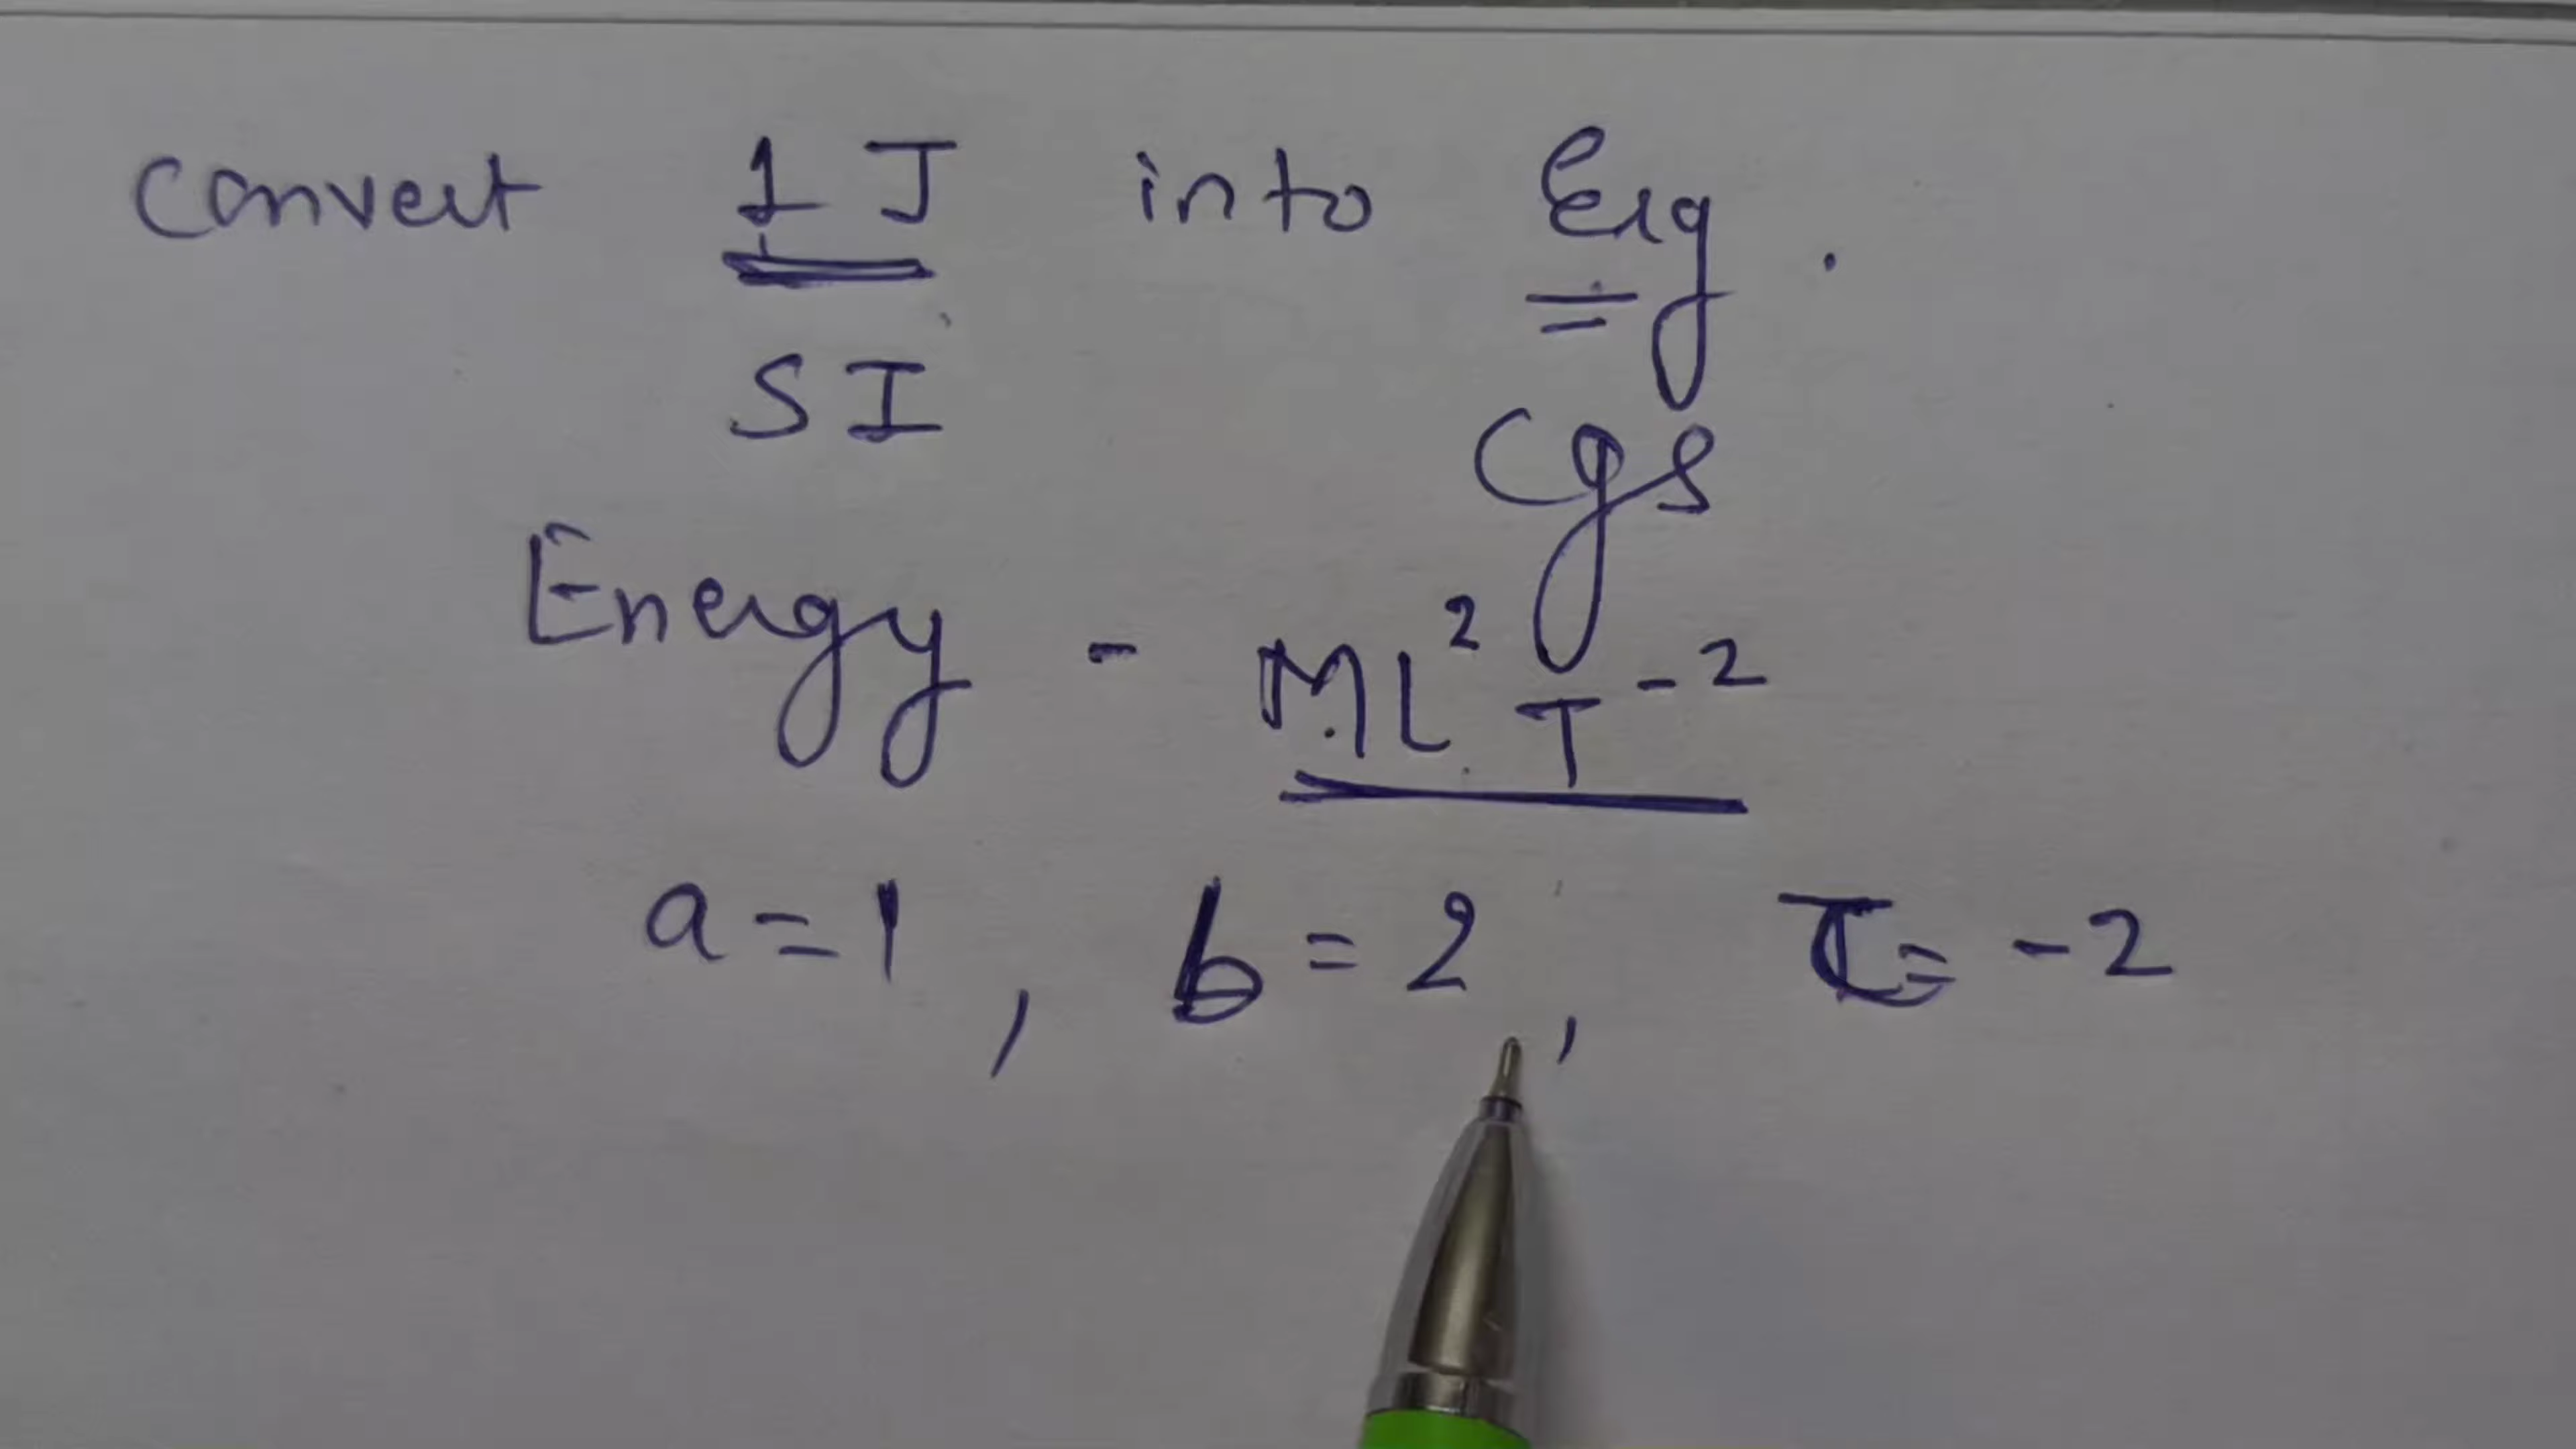 Convert 1 J into Erg.
SI
Cgs
Energy - ML² T⁻²
a = 1, b = 2, C = -2